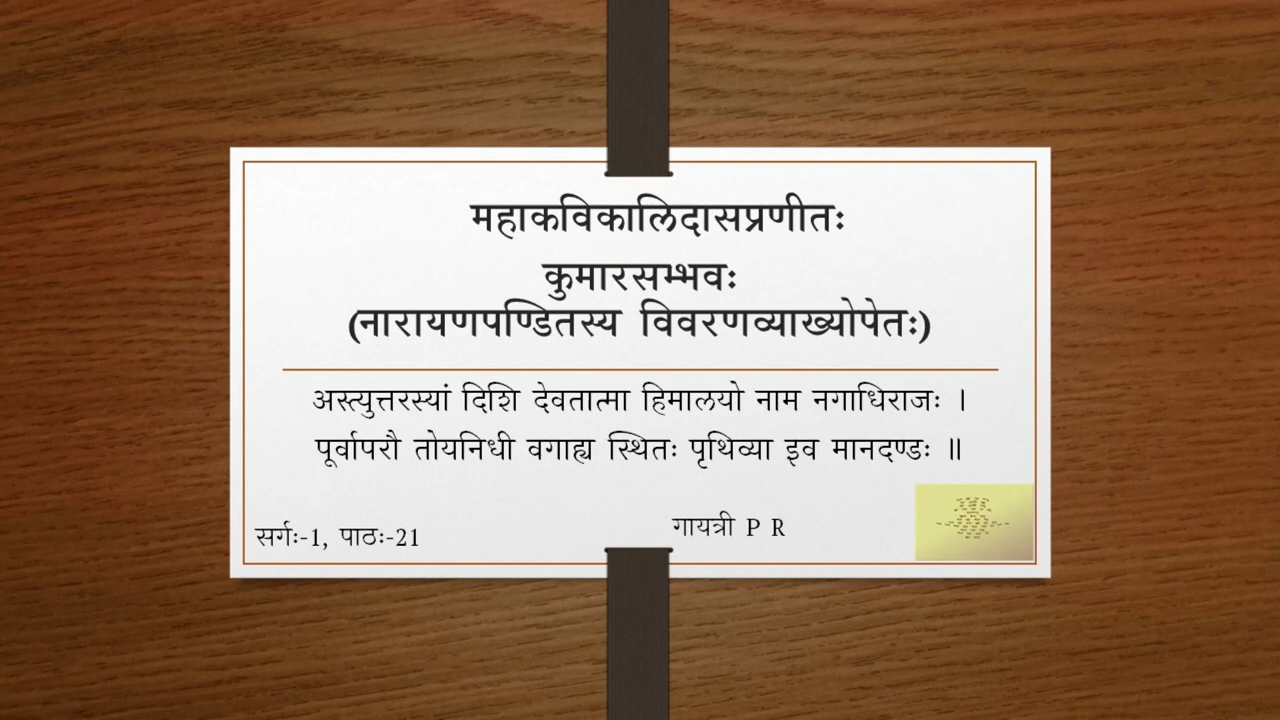 महाकविकालिदासप्रणीतः
कुमारसम्भवः
(नारायणपण्डितस्य विवरणव्याख्योपेतः)
अस्त्युत्तरस्यां दिशि देवतात्मा हिमालयो नाम नगाधिराजः ।
पूर्वापरौ तोयनिधी वगाह्य स्थितः पृथिव्या इव मानदण्डः ॥
सर्गः-1, पाठः-21
गायत्री P R